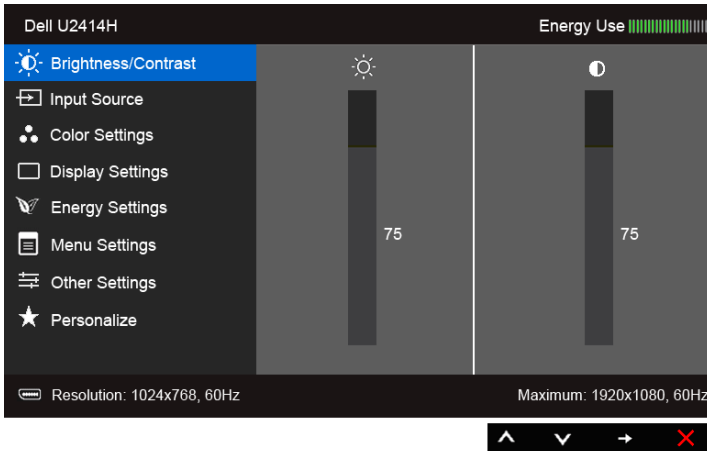 Dell U2414H Energy Use
Brightness/Contrast
Input Source
Color Settings
Display Settings
Energy Settings
75 75
Menu Settings
Other Settings
Personalize
Resolution: 1024x768, 60Hz Maximum: 1920x1080, 60Hz